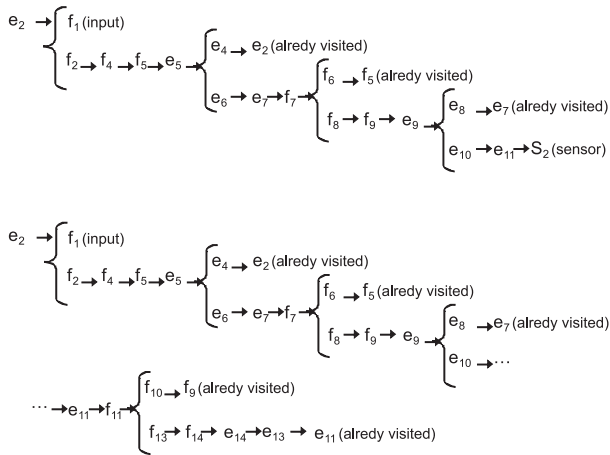 e₂ → f₁ (input)
f₂ → f₄ → f₅ → e₅ → e₄ → e₂ (alredy visited)
e₆ → e₇ → f₇ → f₆ → f₅ (alredy visited)
f₈ → f₉ → e₉ → e₈ → e₇ (alredy visited)
e₁₀ → e₁₁ → S₂ (sensor)
e₂ → f₁ (input)
f₂ → f₄ → f₅ → e₅ → e₄ → e₂ (alredy visited)
e₆ → e₇ → f₇ → f₆ → f₅ (alredy visited)
f₈ → f₉ → e₉ → e₈ → e₇ (alredy visited)
e₁₀ → ...
... → e₁₁ → f₁₁ → f₁₀ → f₉ (alredy visited)
f₁₃ → f₁₄ → e₁₄ → e₁₃ → e₁₁ (alredy visited)